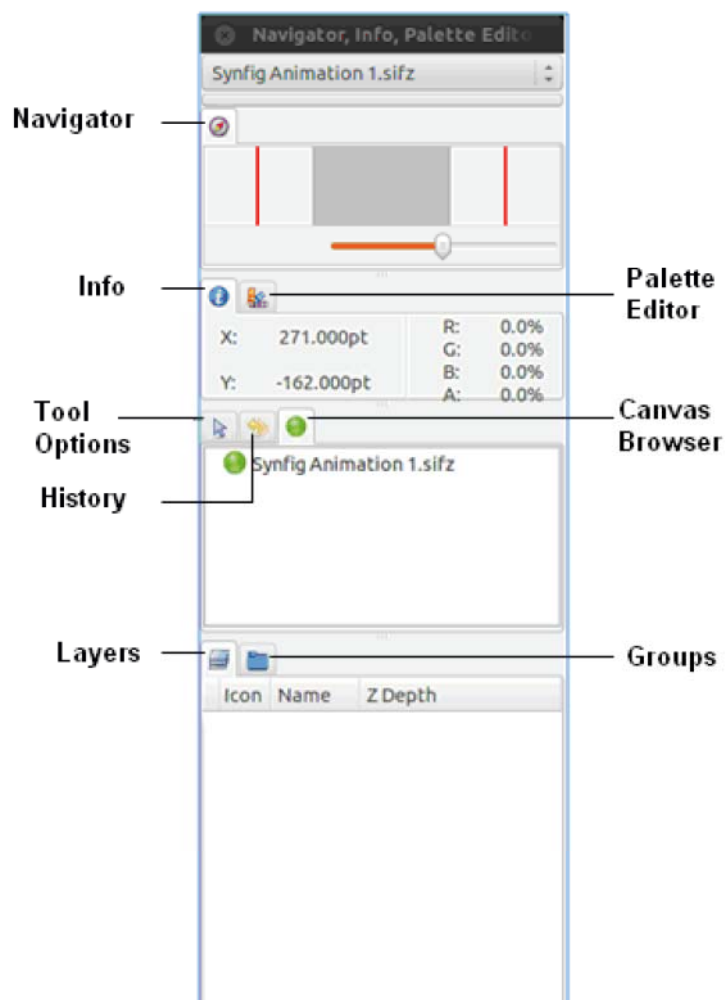 Navigator, Info, Palette Edito
Synfig Animation 1.sifz
Navigator
Info
Palette
Editor
X: 271.000pt
Y: -162.000pt
R: 0.0%
G: 0.0%
B: 0.0%
A: 0.0%
Tool
Options
Canvas
Browser
History
Synfig Animation 1.sifz
Layers
Groups
Icon Name Z Depth